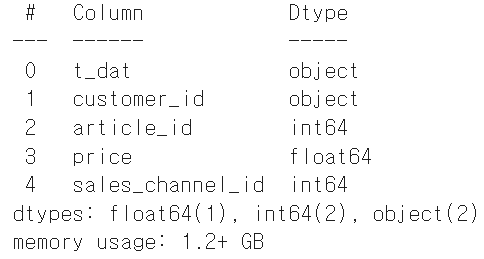 #   Column            Dtype
---  ------            -----
0   t_dat             object
1   customer_id       object
2   article_id        int64
3   price             float64
4   sales_channel_id  int64
dtypes: float64(1), int64(2), object(2)
memory usage: 1.2+ GB